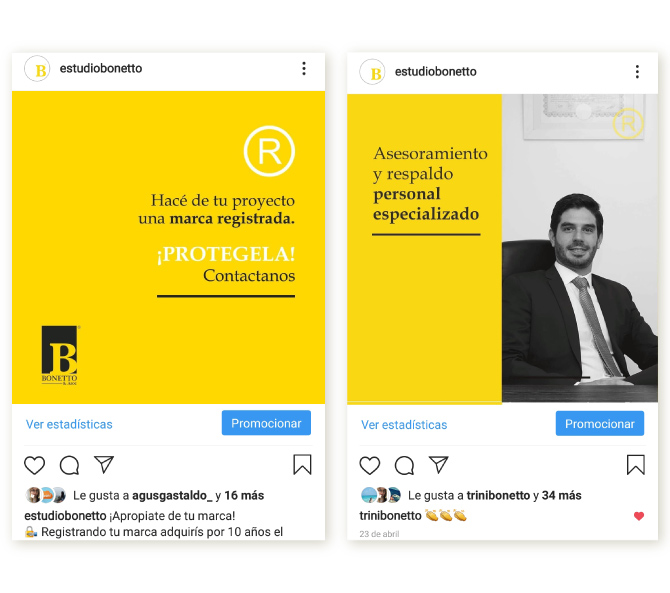 B
estudiobonetto
R
Hacé de tu proyecto
una marca registrada.
¡PROTEGELA!
Contactanos
B
BONETTO
Ver estadísticas
Promocionar
Le gusta a agusgastaldo_ y 16 más
estudiobonetto ¡Apropiate de tu marca!
🔐 Registrando tu marca adquirís por 10 años el
B
estudiobonetto
R
Asesoramiento
y respaldo
personal
especializado
Ver estadísticas
Promocionar
Le gusta a trinibonetto y 34 más
trinibonetto 👏👏👏
23 de abril